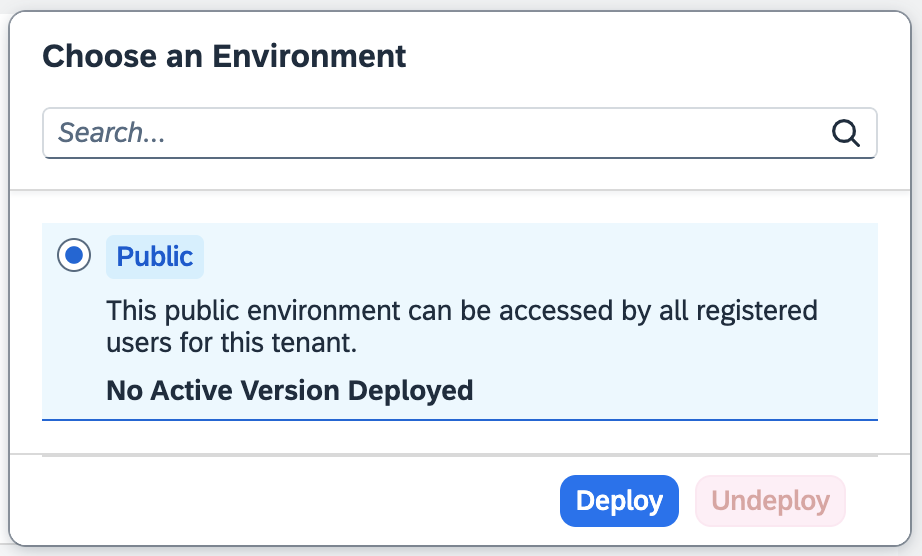 Choose an Environment
Search...
Public
This public environment can be accessed by all registered
users for this tenant.
No Active Version Deployed
Deploy
Undeploy